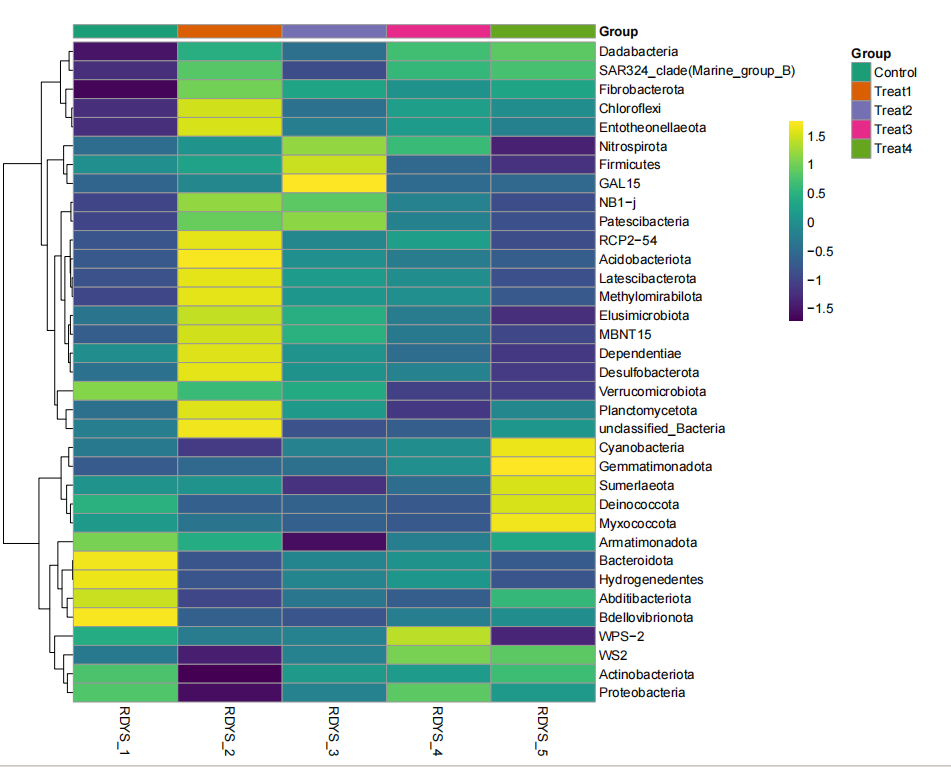 Group
Dadabacteria
SAR324_clade(Marine_group_B)
Fibrobacterota
Chloroflexi
Entotheonellaeota
Nitrospirota
Firmicutes
GAL15
NB1−j
Patescibacteria
RCP2−54
Acidobacteriota
Latescibacterota
Methylomirabilota
Elusimicrobiota
MBNT15
Dependentiae
Desulfobacterota
Verrucomicrobiota
Planctomycetota
unclassified_Bacteria
Cyanobacteria
Gemmatimonadota
Sumerlaeota
Deinococcota
Myxococcota
Armatimonadota
Bacteroidota
Hydrogenedentes
Abditibacteriota
Bdellovibrionota
WPS−2
WS2
Actinobacteriota
Proteobacteria
RDYS_1
RDYS_2
RDYS_3
RDYS_4
RDYS_5
1.5
1
0.5
0
−0.5
−1
−1.5
Group
Control
Treat1
Treat2
Treat3
Treat4